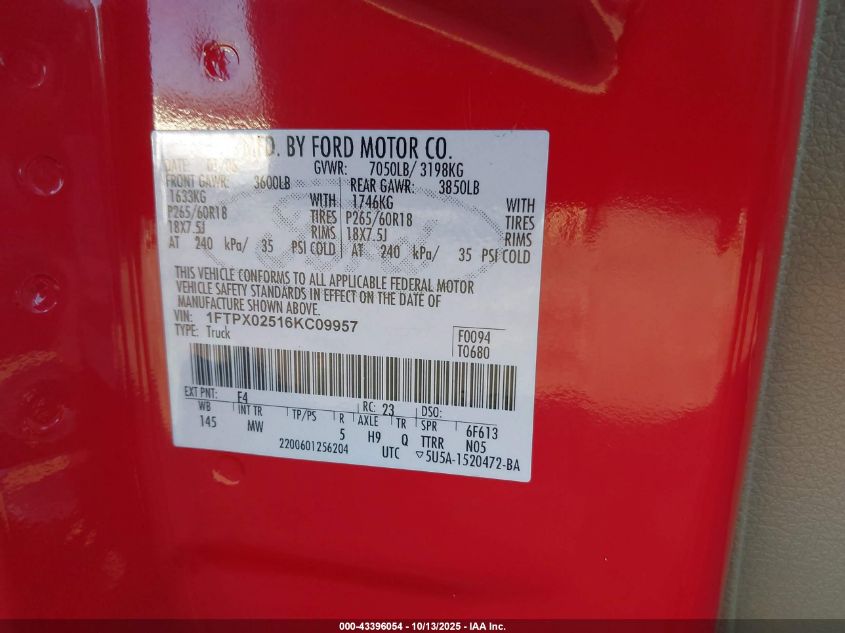 MFD. BY FORD MOTOR CO.
DATE 01/06 GVWR: 7050LB/ 3198KG
FRONT GAWR: 3600LB REAR GAWR: 3850LB
1633KG WITH 1746KG WITH
P265/60R18 TIRES P265/60R18 TIRES
18X7.5J RIMS 18X7.5J RIMS
AT 240 kPa/ 35 PSI COLD AT 240 kPa/ 35 PSI COLD
THIS VEHICLE CONFORMS TO ALL APPLICABLE FEDERAL MOTOR
VEHICLE SAFETY STANDARDS IN EFFECT ON THE DATE OF
MANUFACTURE SHOWN ABOVE.
VIN: 1FTPX02516KC09957
TYPE: Truck
F0094
T0680
EXT PNT: E4 RC: 23 DSO:
WB INT TR TP/PS R AXLE TR SPR 6F613
145 MW 5 H9 Q TTRR N05
2200601256204 UTC ▽5U5A-1520472-BA
000-43396054 - 10/13/2025 - IAA Inc.